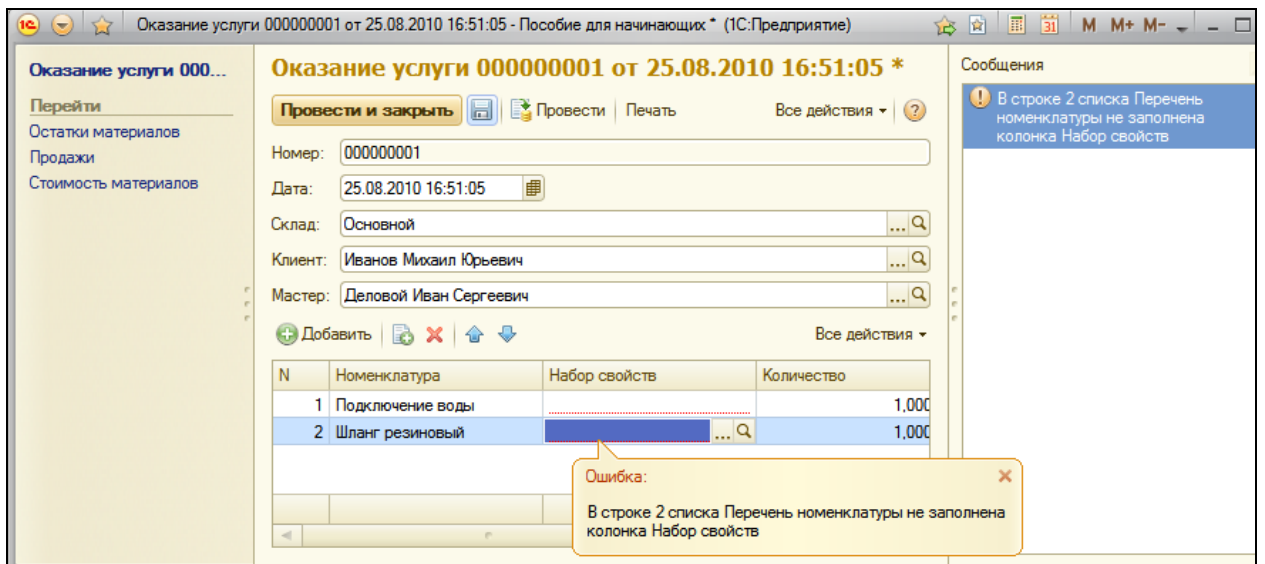 Оказание услуги 000000001 от 25.08.2010 16:51:05 - Пособие для начинающих * (1С:Предприятие)
31 M M+ M-
Оказание услуги 000...
Перейти
Остатки материалов
Продажи
Стоимость материалов
Оказание услуги 000000001 от 25.08.2010 16:51:05 *
Провести и закрыть Провести Печать Все действия ?
Номер: 000000001
Дата: 25.08.2010 16:51:05
Склад: Основной ...
Клиент: Иванов Михаил Юрьевич ...
Мастер: Деловой Иван Сергеевич ...
Добавить Все действия
N Номенклатура Набор свойств Количество
1 Подключение воды 1,000
2 Шланг резиновый ... 1,000
Ошибка:
В строке 2 списка Перечень номенклатуры не заполнена
колонка Набор свойств
Сообщения
В строке 2 списка Перечень
номенклатуры не заполнена
колонка Набор свойств